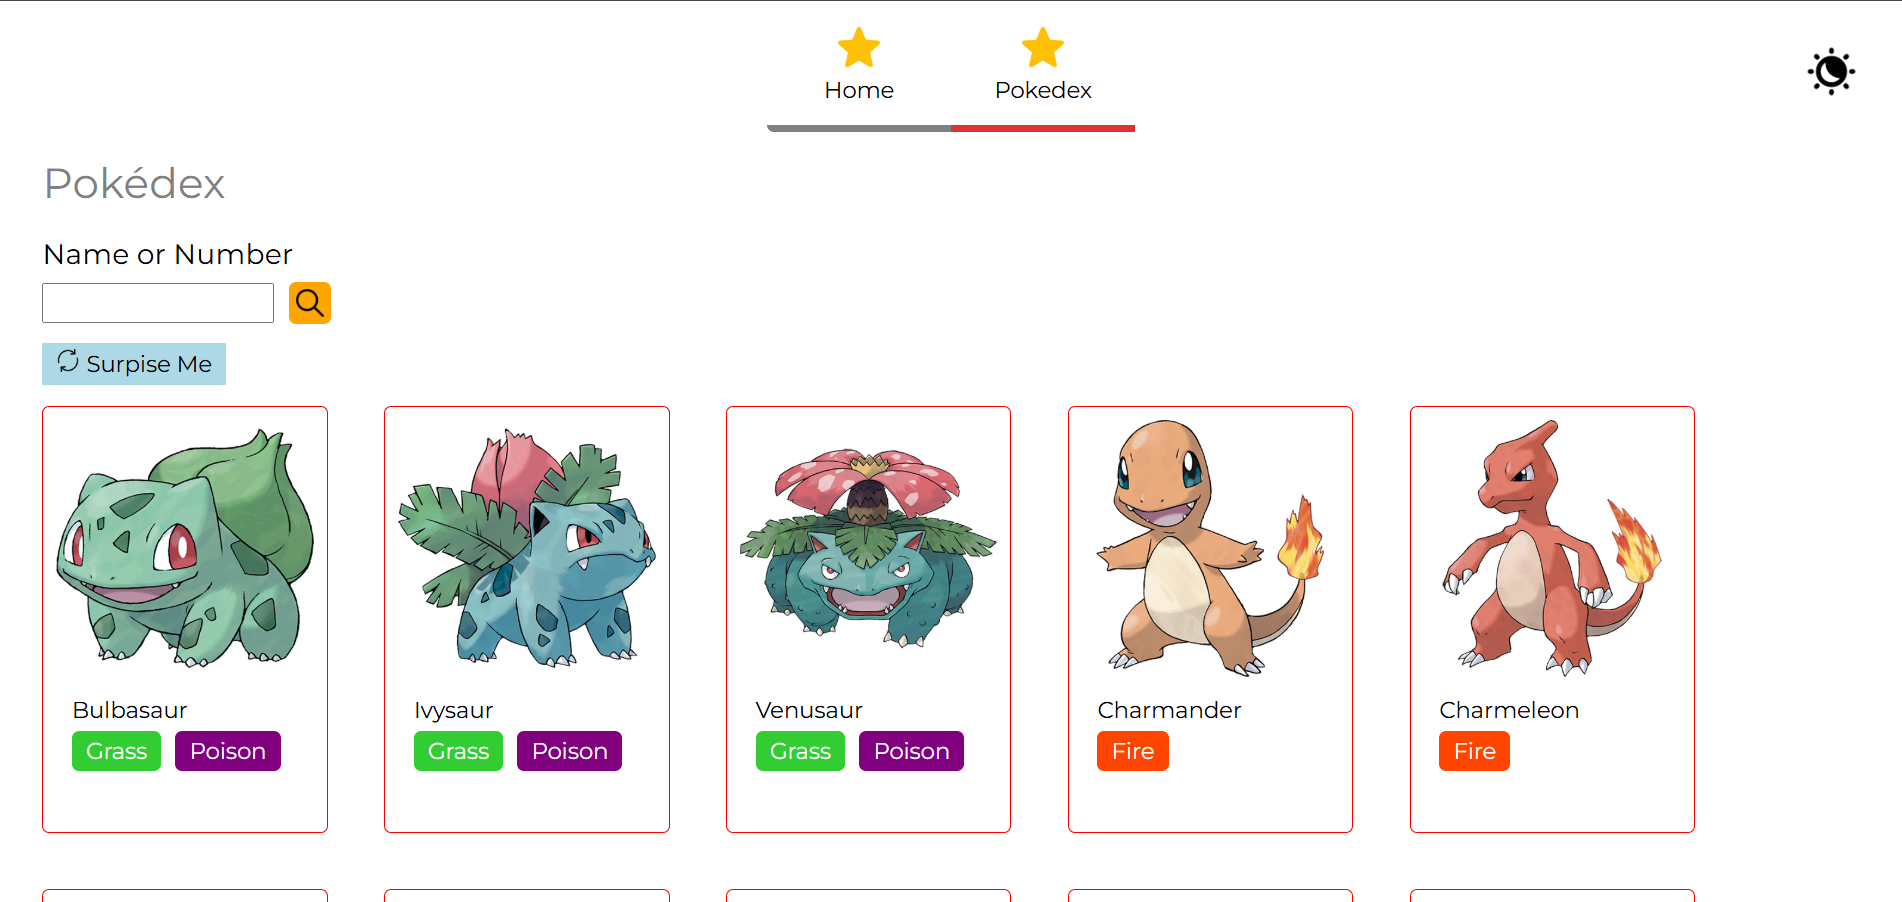 Home Pokedex
Pokédex
Name or Number
Surpise Me
Bulbasaur Ivysaur Venusaur Charmander Charmeleon
Grass Poison Grass Poison Grass Poison Fire Fire